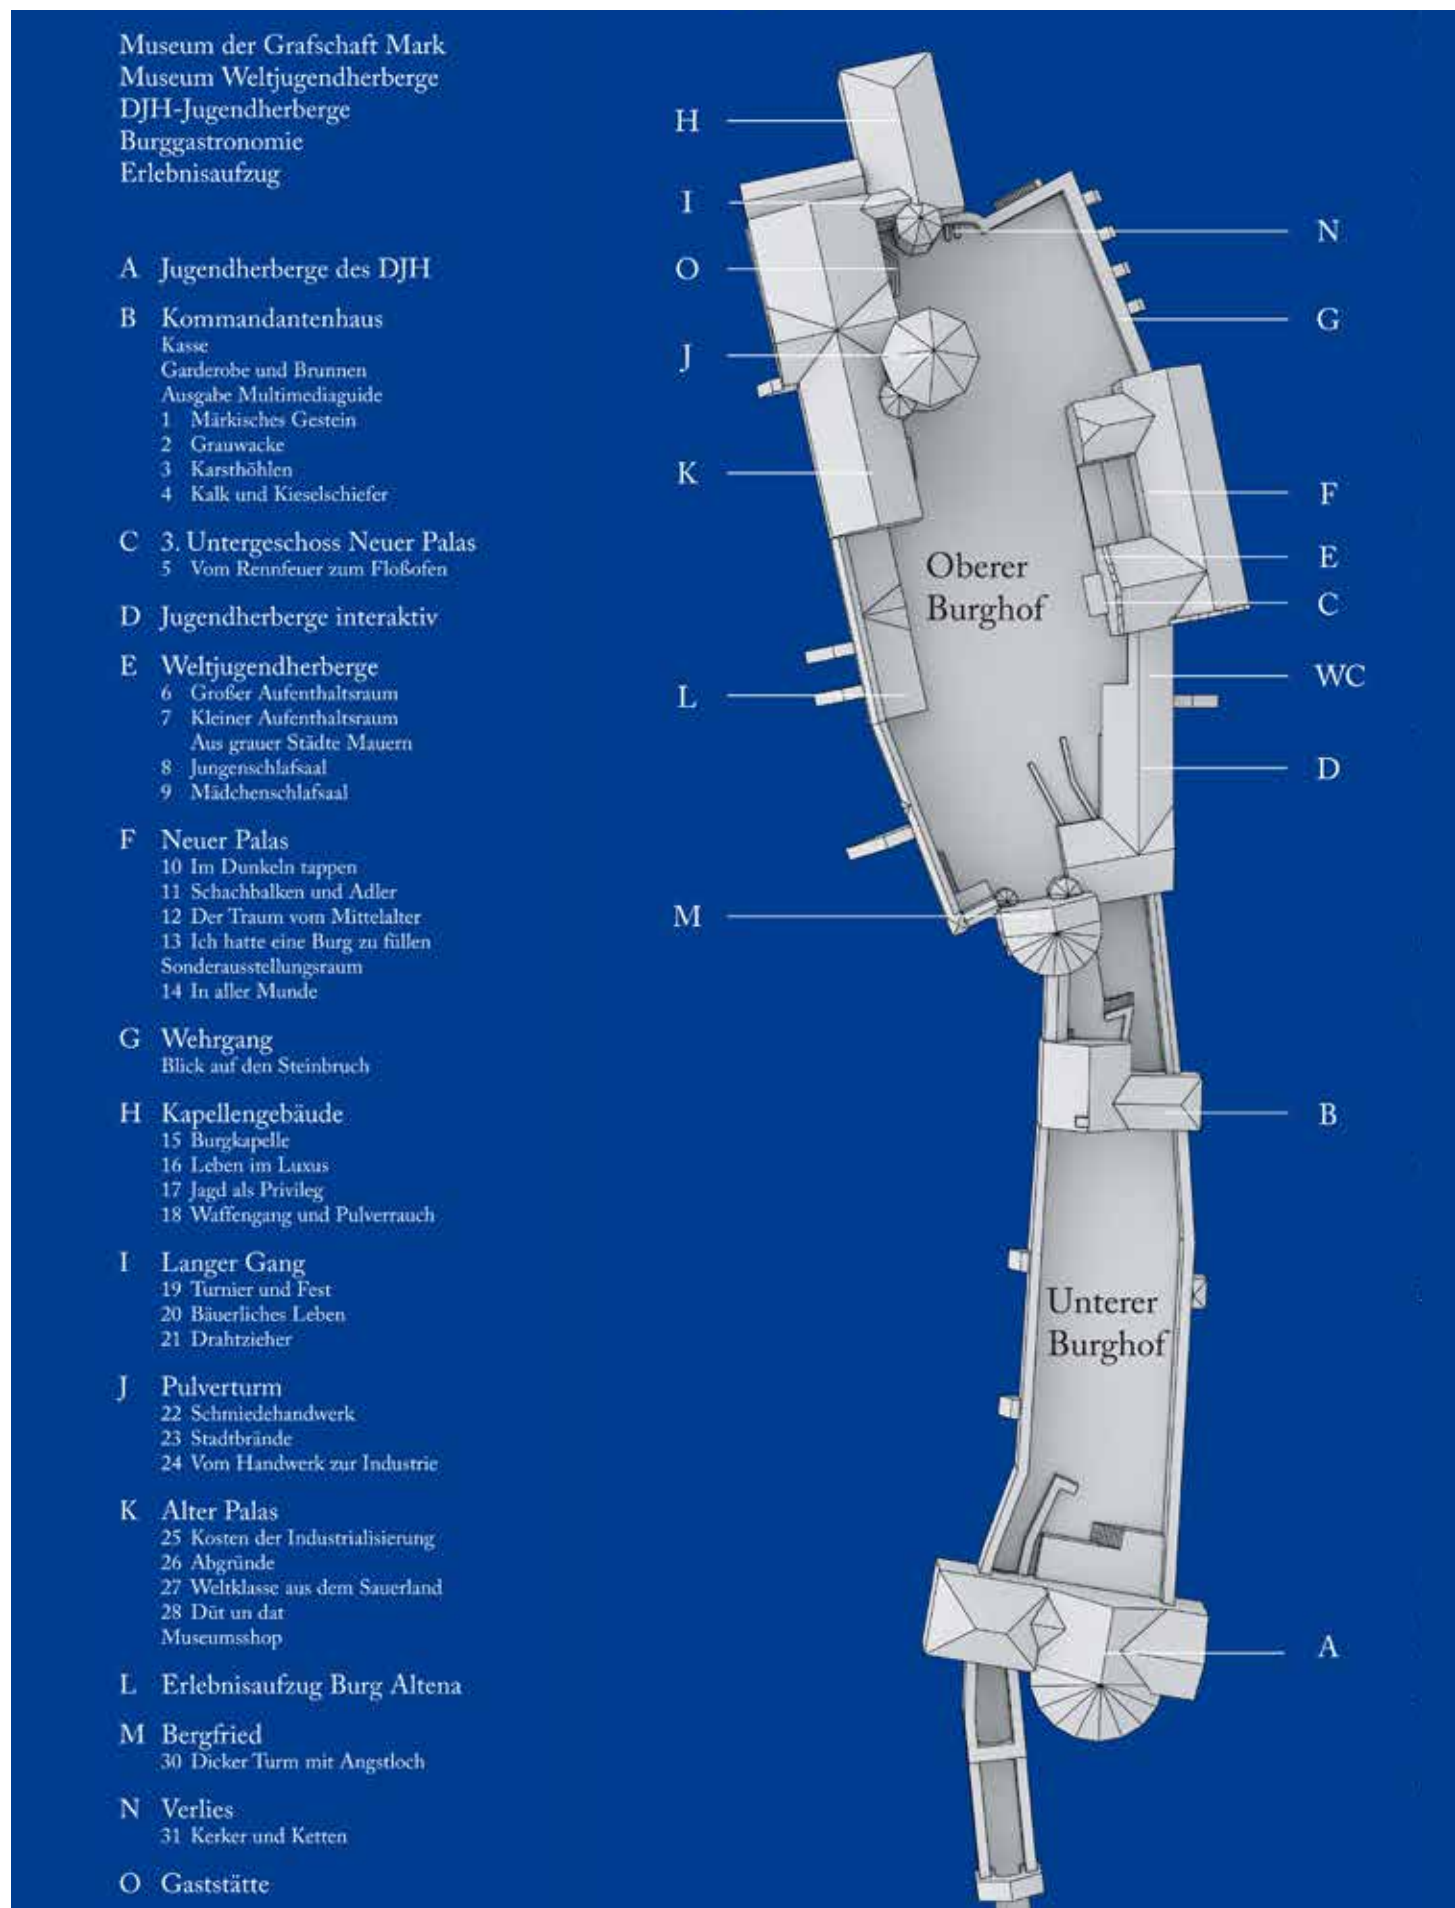 Museum der Grafschaft Mark
Museum Weltjugendherberge
DJH-Jugendherberge
Burggastronomie
Erlebnisaufzug
A Jugendherberge des DJH
B Kommandantenhaus
Kasse
Garderobe und Brunnen
Ausgabe Multimediaguide
1 Märkisches Gestein
2 Grauwacke
3 Karsthöhlen
4 Kalk und Kieselschiefer
C 3. Untergeschoss Neuer Palas
5 Vom Rennfeuer zum Floßofen
D Jugendherberge interaktiv
E Weltjugendherberge
6 Großer Aufenthaltsraum
7 Kleiner Aufenthaltsraum
Aus grauer Städte Mauern
8 Jungenschlafsaal
9 Mädchenschlafsaal
F Neuer Palas
10 Im Dunkeln tappen
11 Schachbalken und Adler
12 Der Traum vom Mittelalter
13 Ich hatte eine Burg zu füllen
Sonderausstellungsraum
14 In aller Munde
G Wehrgang
Blick auf den Steinbruch
H Kapellengebäude
15 Burgkapelle
16 Leben im Luxus
17 Jagd als Privileg
18 Waffengang und Pulverrauch
I Langer Gang
19 Turnier und Fest
20 Bäuerliches Leben
21 Drahtzieher
J Pulverturm
22 Schmiedehandwerk
23 Stadtbrände
24 Vom Handwerk zur Industrie
K Alter Palas
25 Kosten der Industrialisierung
26 Abgründe
27 Weltklasse aus dem Sauerland
28 Düt un dat
Museumsshop
L Erlebnisaufzug Burg Altena
M Bergfried
30 Dicker Turm mit Angstloch
N Verlies
31 Kerker und Ketten
O Gaststätte
H
I
N
O
G
J
K
F
E
Oberer
Burghof
C
WC
L
D
M
B
Unterer
Burghof
A